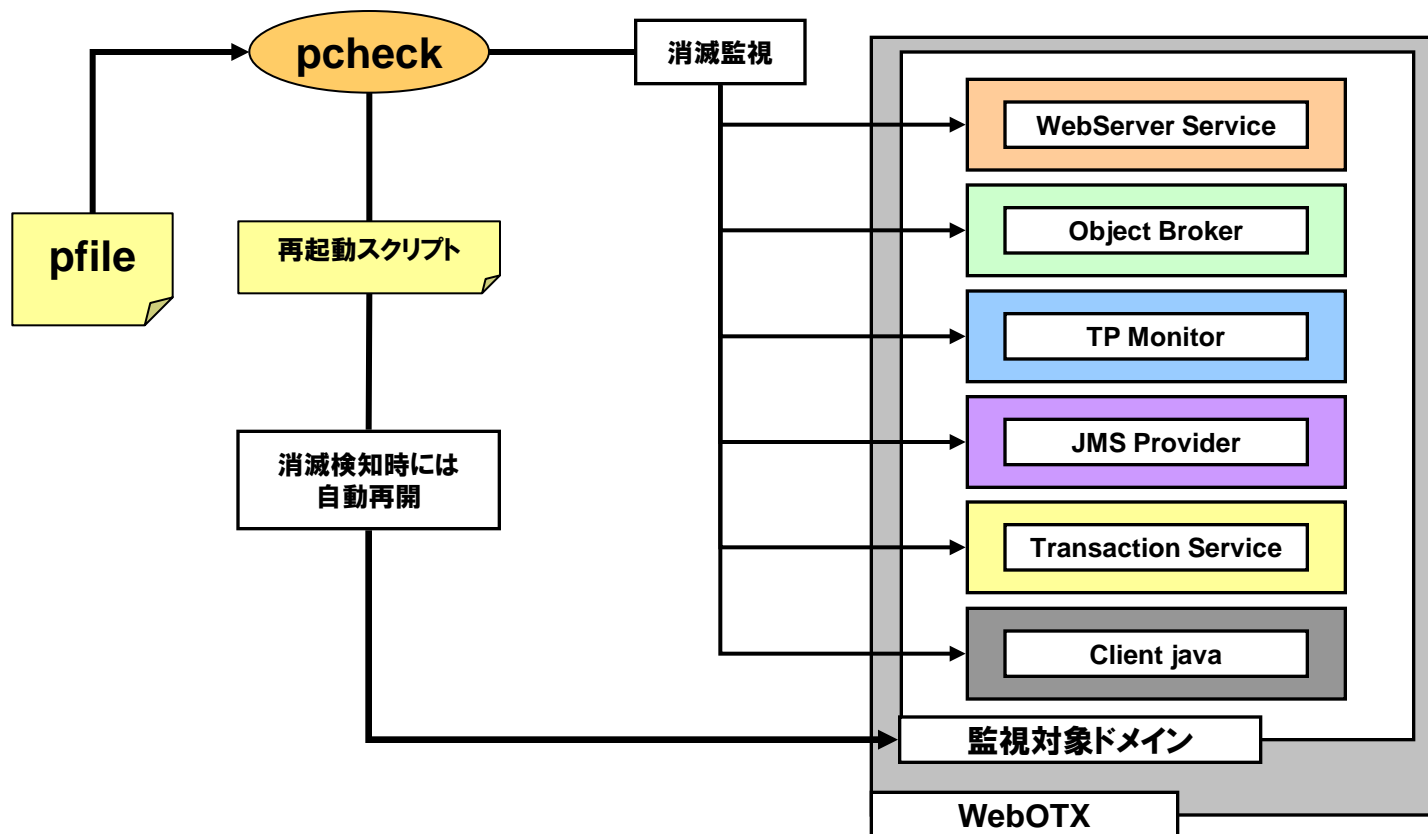 pcheck
消滅監視
WebServer Service
Object Broker
pfile
再起動スクリプト
TP Monitor
JMS Provider
消滅検知時には
自動再開
Transaction Service
Client java
監視対象ドメイン
WebOTX